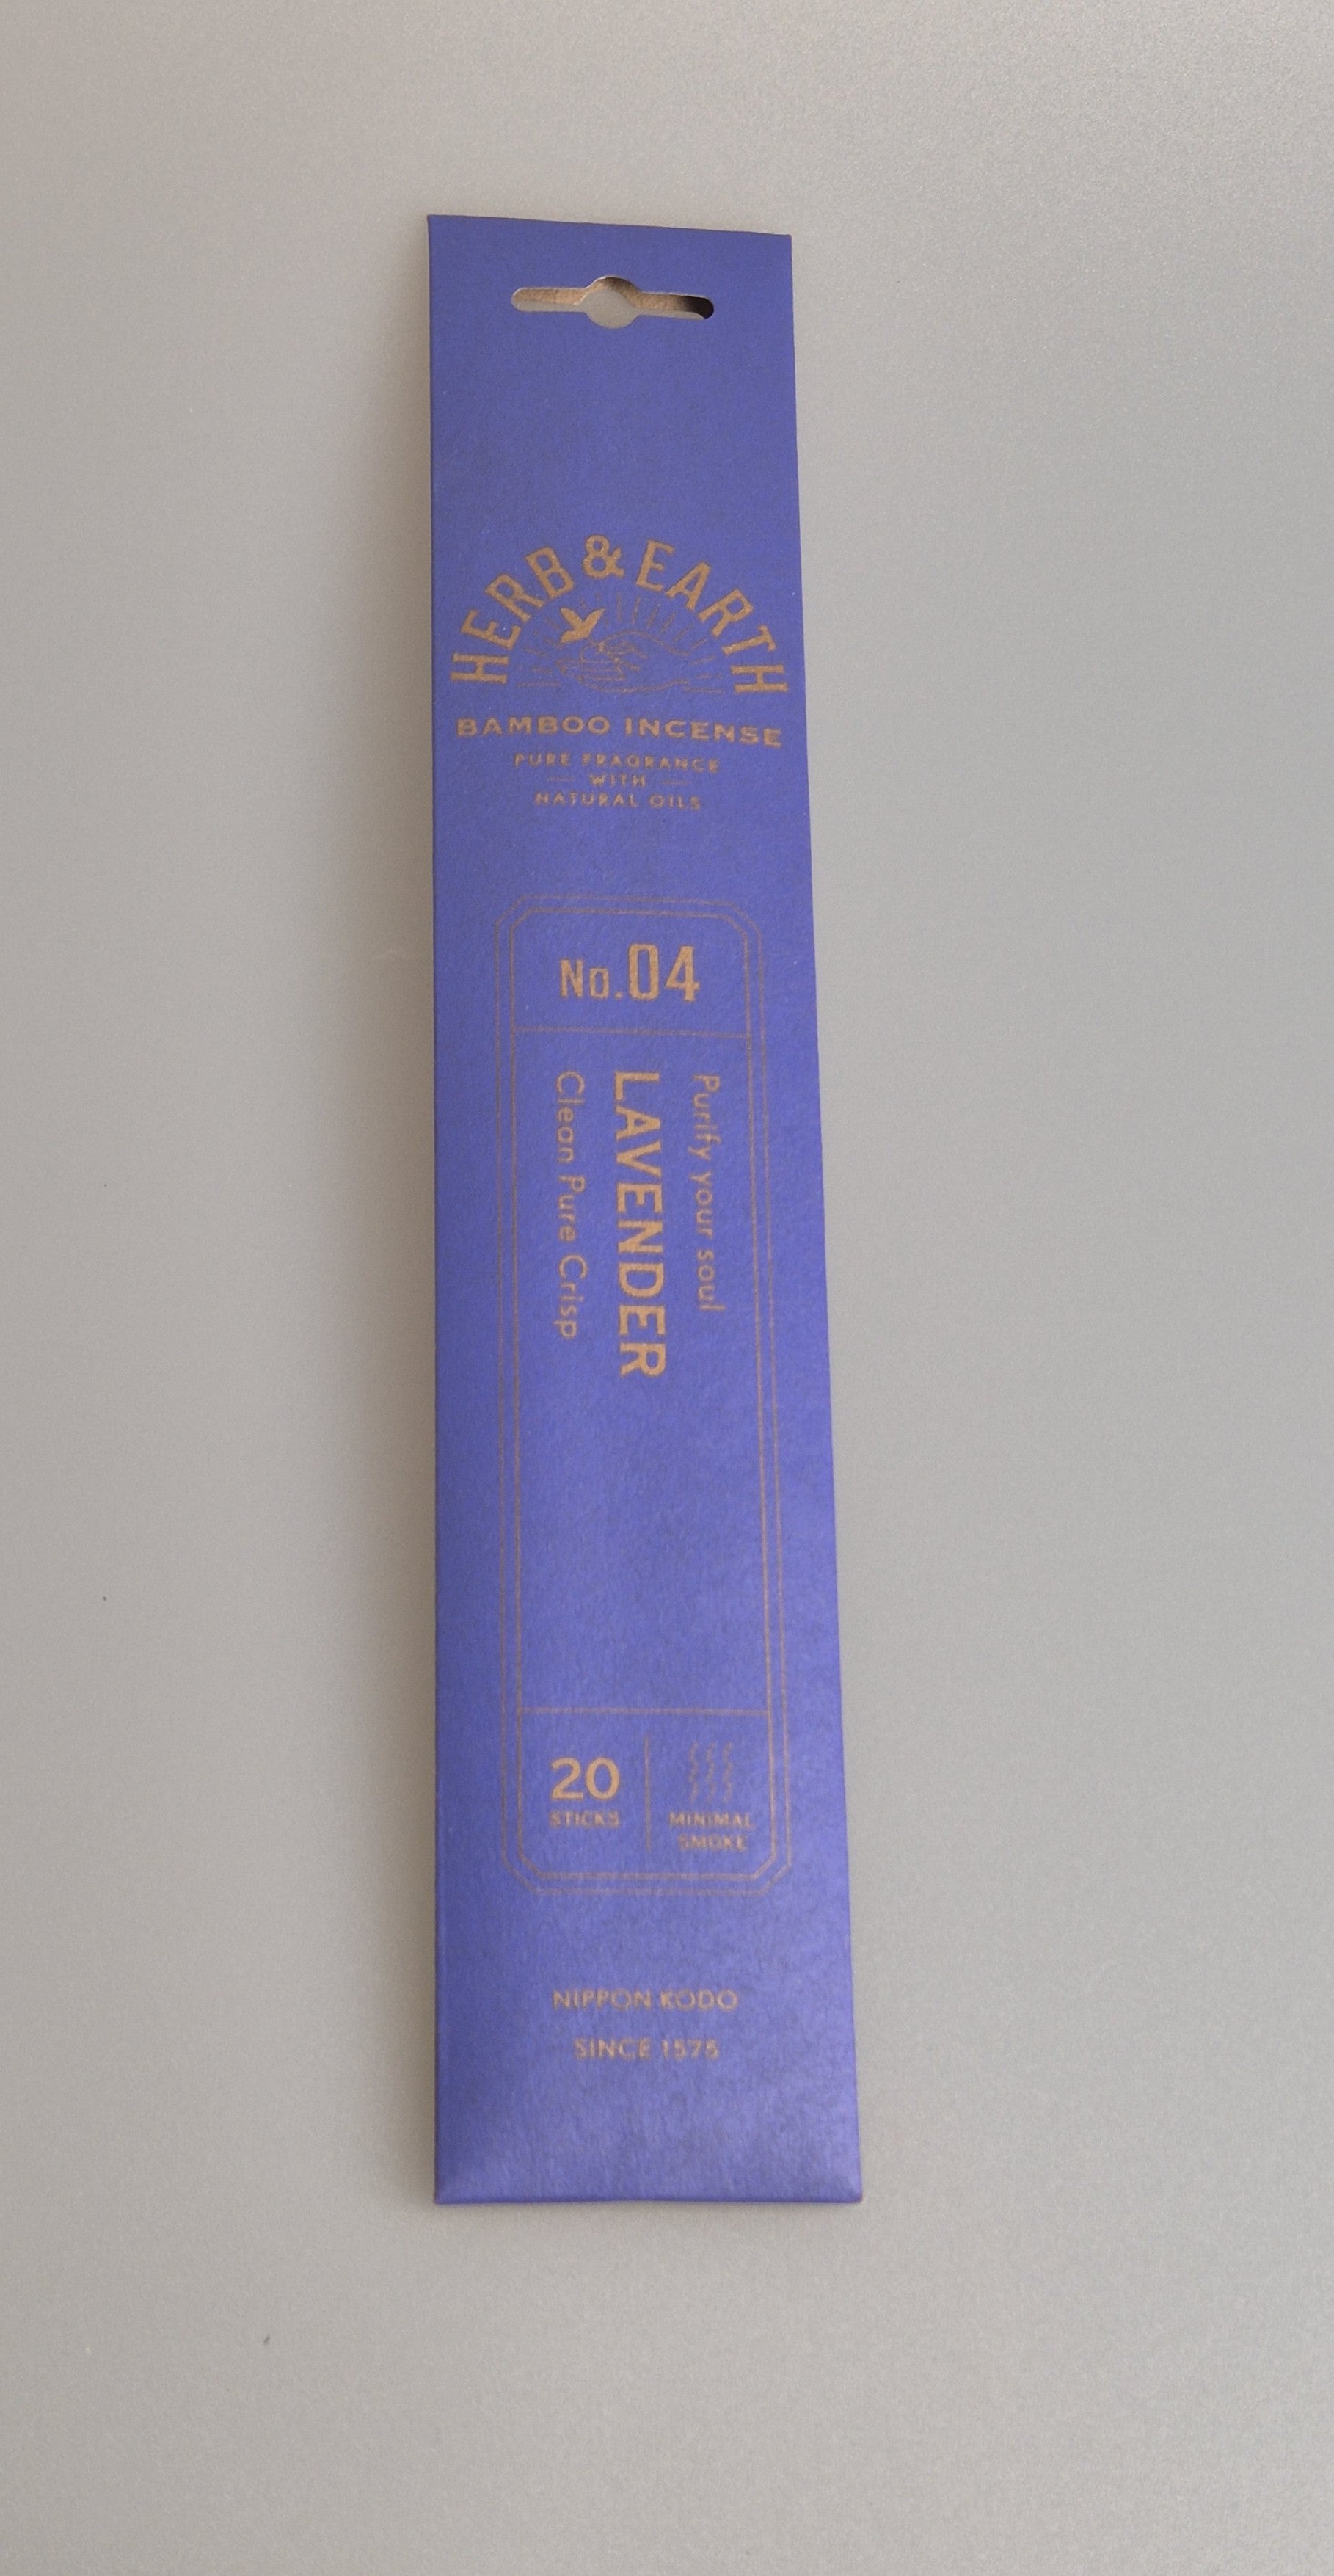 HERB & EARTH
BAMBOO INCENSE
PURE FRAGRANCE
WITH
NATURAL OILS
No.04
Purify your soul
LAVENDER
Clean Pure Crisp
20
STICKS
MINIMAL
SMOKE
NIPPON KODO
SINCE 1575